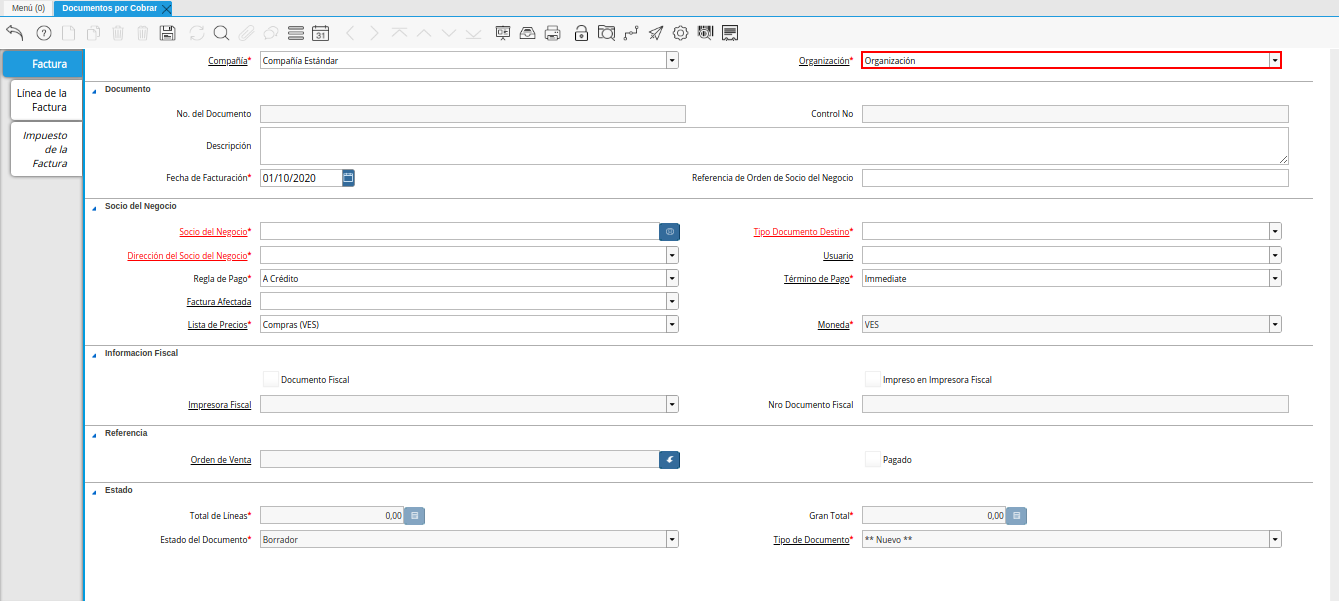 Menú (0) Documentos por Cobrar
31
Factura
Línea de la
Factura
Impuesto
de la
Factura
Compañía* Compañía Estándar Organización* Organización
Documento
No. del Documento Control No
Descripción
Fecha de Facturación* 01/10/2020 Referencia de Orden de Socio del Negocio
Socio del Negocio
Socio del Negocio* Tipo Documento Destino*
Dirección del Socio del Negocio* Usuario
Regla de Pago* A Crédito Término de Pago* Immediate
Factura Afectada
Lista de Precios* Compras (VES) Moneda* VES
Informacion Fiscal
Documento Fiscal Impreso en Impresora Fiscal
Impresora Fiscal Nro Documento Fiscal
Referencia
Orden de Venta Pagado
Estado
Total de Líneas* 0,00 Gran Total* 0,00
Estado del Documento* Borrador Tipo de Documento* ** Nuevo **